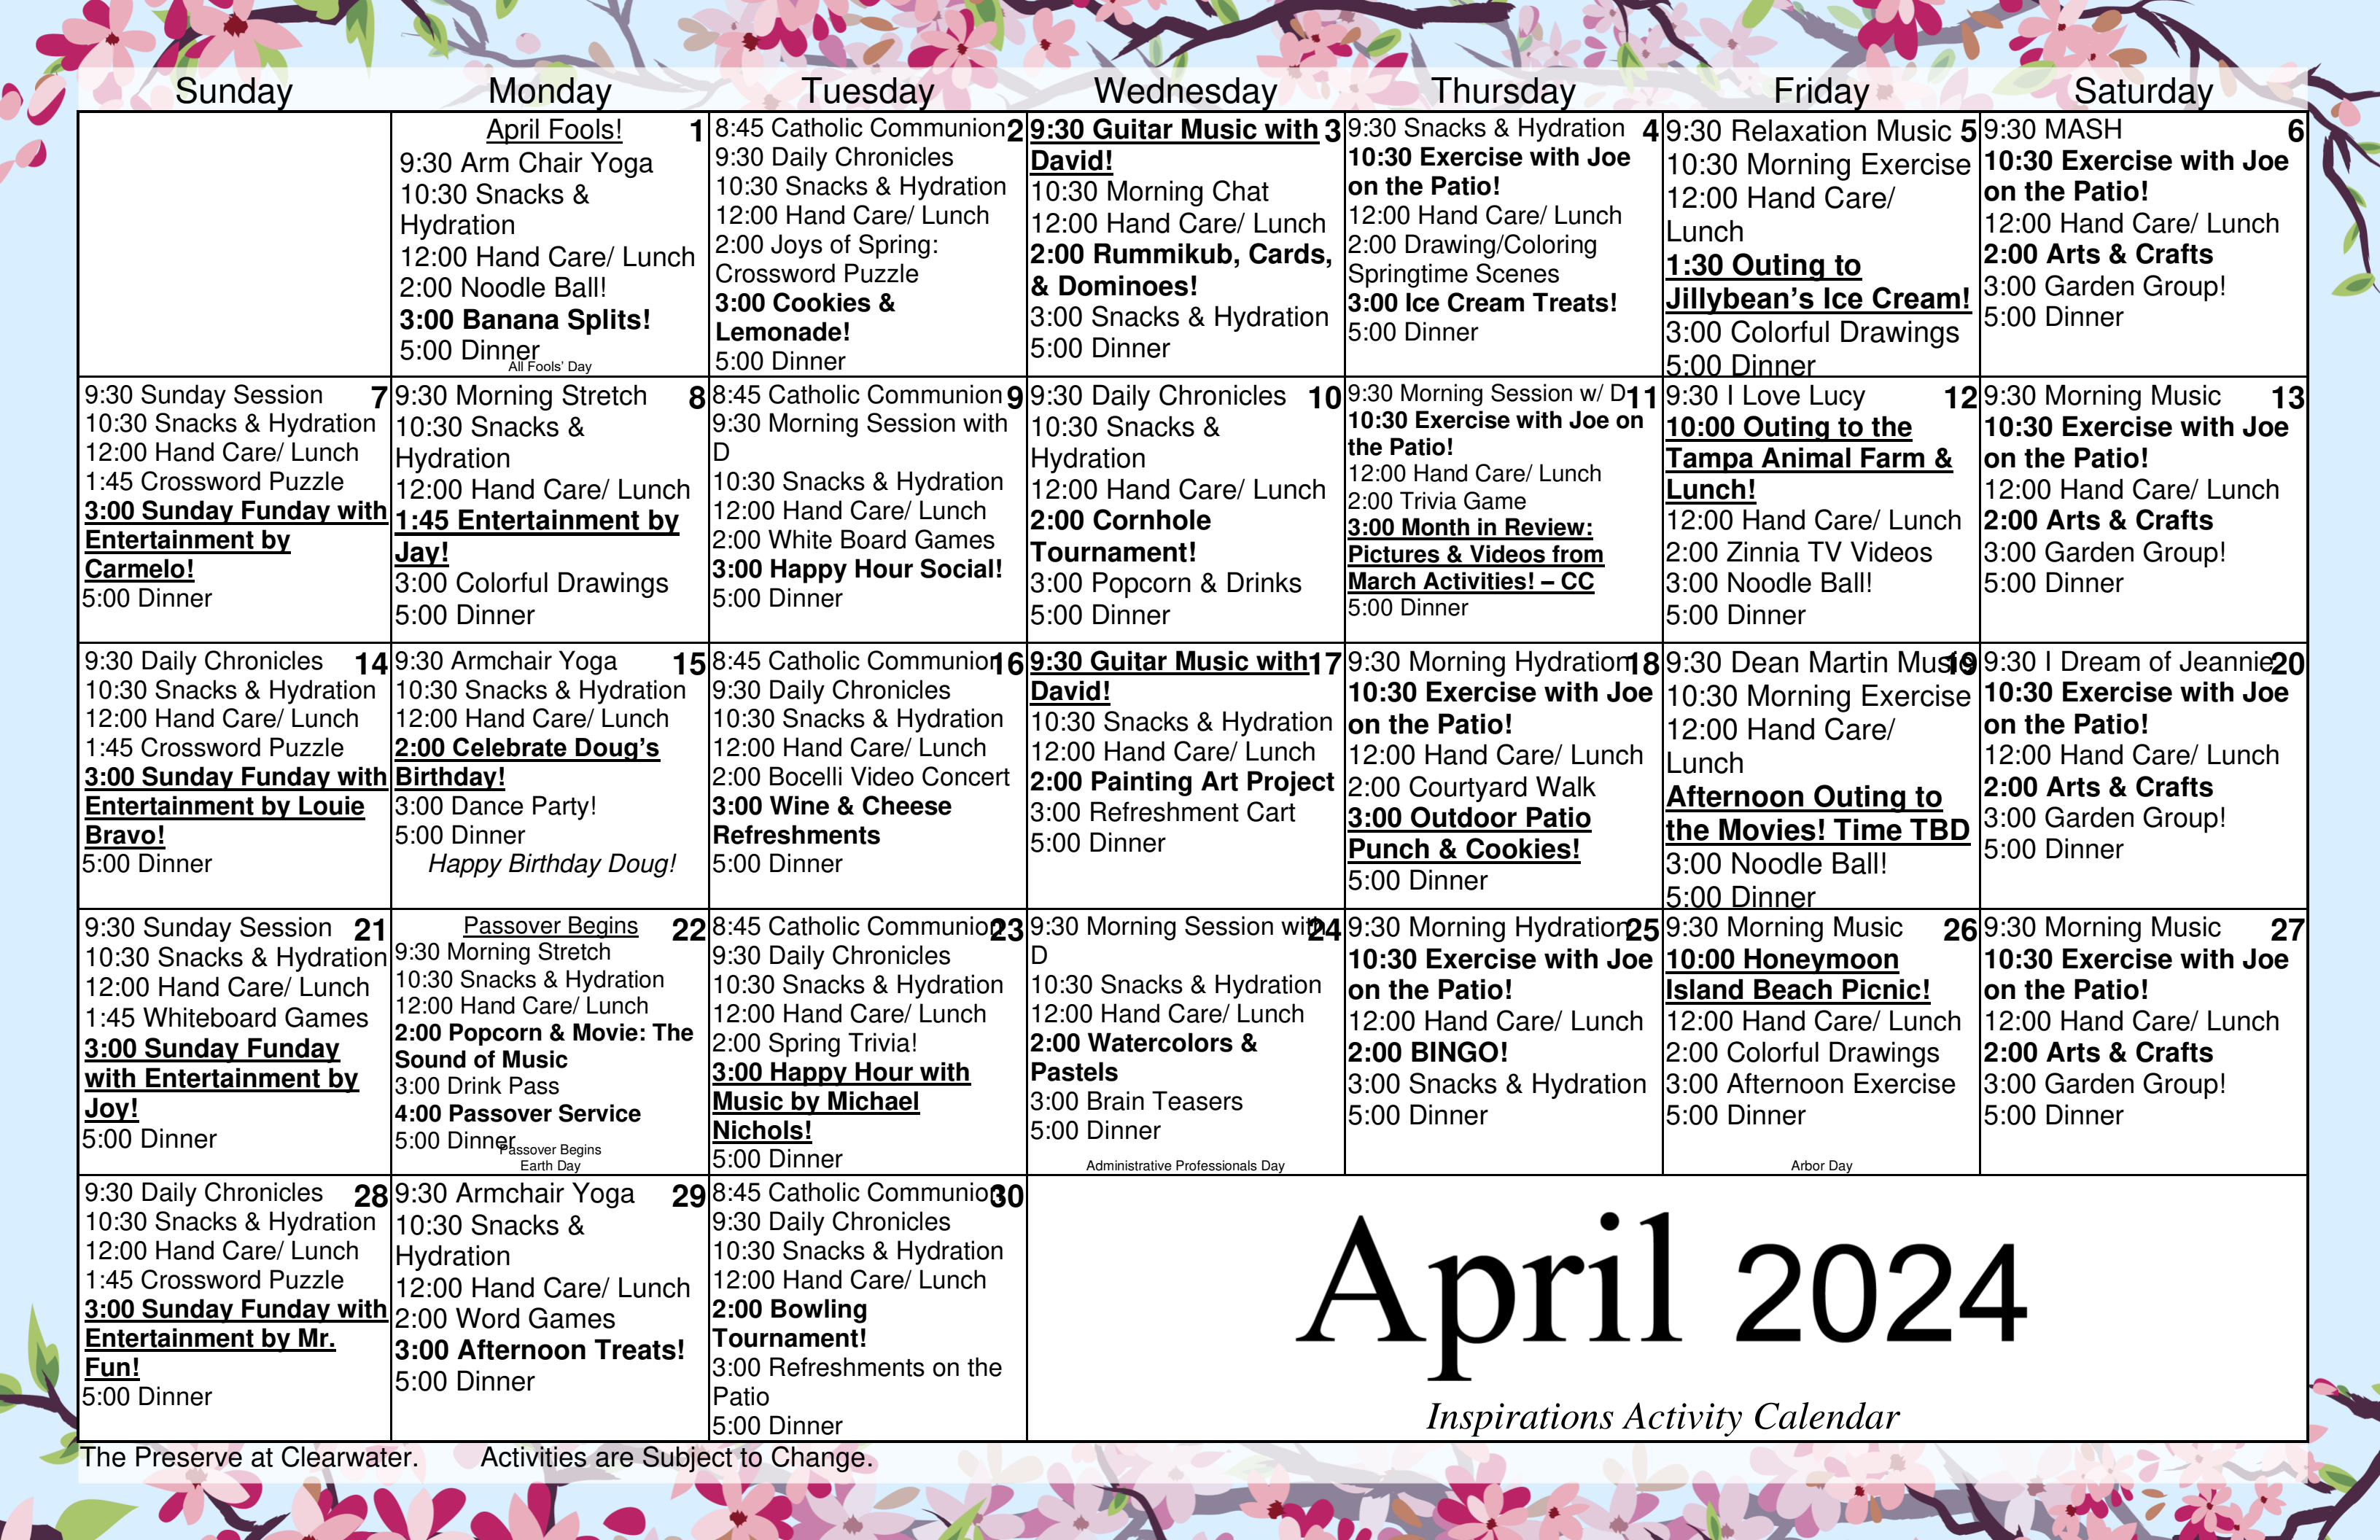 Sunday Monday Tuesday Wednesday Thursday Friday Saturday
April Fools! 1
9:30 Arm Chair Yoga
10:30 Snacks &
Hydration
12:00 Hand Care/ Lunch
2:00 Noodle Ball!
3:00 Banana Splits!
5:00 Dinner
All Fools' Day
8:45 Catholic Communion 2
9:30 Daily Chronicles
10:30 Snacks & Hydration
12:00 Hand Care/ Lunch
2:00 Joys of Spring:
Crossword Puzzle
3:00 Cookies &
Lemonade!
5:00 Dinner
9:30 Guitar Music with 3
David!
10:30 Morning Chat
12:00 Hand Care/ Lunch
2:00 Rummikub, Cards,
& Dominoes!
3:00 Snacks & Hydration
5:00 Dinner
9:30 Snacks & Hydration 4
10:30 Exercise with Joe
on the Patio!
12:00 Hand Care/ Lunch
2:00 Drawing/Coloring
Springtime Scenes
3:00 Ice Cream Treats!
5:00 Dinner
9:30 Relaxation Music 5
10:30 Morning Exercise
12:00 Hand Care/
Lunch
1:30 Outing to
Jillybean’s Ice Cream!
3:00 Colorful Drawings
5:00 Dinner
9:30 MASH 6
10:30 Exercise with Joe
on the Patio!
12:00 Hand Care/ Lunch
2:00 Arts & Crafts
3:00 Garden Group!
5:00 Dinner
9:30 Sunday Session 7
10:30 Snacks & Hydration
12:00 Hand Care/ Lunch
1:45 Crossword Puzzle
3:00 Sunday Funday with
Entertainment by
Carmelo!
5:00 Dinner
9:30 Morning Stretch 8
10:30 Snacks &
Hydration
12:00 Hand Care/ Lunch
1:45 Entertainment by
Jay!
3:00 Colorful Drawings
5:00 Dinner
8:45 Catholic Communion 9
9:30 Morning Session with
D
10:30 Snacks & Hydration
12:00 Hand Care/ Lunch
2:00 White Board Games
3:00 Happy Hour Social!
5:00 Dinner
9:30 Daily Chronicles 10
10:30 Snacks &
Hydration
12:00 Hand Care/ Lunch
2:00 Cornhole
Tournament!
3:00 Popcorn & Drinks
5:00 Dinner
9:30 Morning Session w/ D 11
10:30 Exercise with Joe on
the Patio!
12:00 Hand Care/ Lunch
2:00 Trivia Game
3:00 Month in Review:
Pictures & Videos from
March Activities! – CC
5:00 Dinner
9:30 I Love Lucy 12
10:00 Outing to the
Tampa Animal Farm &
Lunch!
12:00 Hand Care/ Lunch
2:00 Zinnia TV Videos
3:00 Noodle Ball!
5:00 Dinner
9:30 Morning Music 13
10:30 Exercise with Joe
on the Patio!
12:00 Hand Care/ Lunch
2:00 Arts & Crafts
3:00 Garden Group!
5:00 Dinner
9:30 Daily Chronicles 14
10:30 Snacks & Hydration
12:00 Hand Care/ Lunch
1:45 Crossword Puzzle
3:00 Sunday Funday with
Entertainment by Louie
Bravo!
5:00 Dinner
9:30 Armchair Yoga 15
10:30 Snacks & Hydration
12:00 Hand Care/ Lunch
2:00 Celebrate Doug’s
Birthday!
3:00 Dance Party!
5:00 Dinner
Happy Birthday Doug!
8:45 Catholic Communion 16
9:30 Daily Chronicles
10:30 Snacks & Hydration
12:00 Hand Care/ Lunch
2:00 Bocelli Video Concert
3:00 Wine & Cheese
Refreshments
5:00 Dinner
9:30 Guitar Music with 17
David!
10:30 Snacks & Hydration
12:00 Hand Care/ Lunch
2:00 Painting Art Project
3:00 Refreshment Cart
5:00 Dinner
9:30 Morning Hydration 18
10:30 Exercise with Joe
on the Patio!
12:00 Hand Care/ Lunch
2:00 Courtyard Walk
3:00 Outdoor Patio
Punch & Cookies!
5:00 Dinner
9:30 Dean Martin Music 19
10:30 Morning Exercise
12:00 Hand Care/
Lunch
Afternoon Outing to
the Movies! Time TBD
3:00 Noodle Ball!
5:00 Dinner
9:30 I Dream of Jeannie 20
10:30 Exercise with Joe
on the Patio!
12:00 Hand Care/ Lunch
2:00 Arts & Crafts
3:00 Garden Group!
5:00 Dinner
9:30 Sunday Session 21
10:30 Snacks & Hydration
12:00 Hand Care/ Lunch
1:45 Whiteboard Games
3:00 Sunday Funday
with Entertainment by
Joy!
5:00 Dinner
Passover Begins 22
9:30 Morning Stretch
10:30 Snacks & Hydration
12:00 Hand Care/ Lunch
2:00 Popcorn & Movie: The
Sound of Music
3:00 Drink Pass
4:00 Passover Service
5:00 Dinner
Passover Begins
Earth Day
8:45 Catholic Communion 23
9:30 Daily Chronicles
10:30 Snacks & Hydration
12:00 Hand Care/ Lunch
2:00 Spring Trivia!
3:00 Happy Hour with
Music by Michael
Nichols!
5:00 Dinner
9:30 Morning Session with 24
D
10:30 Snacks & Hydration
12:00 Hand Care/ Lunch
2:00 Watercolors &
Pastels
3:00 Brain Teasers
5:00 Dinner
Administrative Professionals Day
9:30 Morning Hydration 25
10:30 Exercise with Joe
on the Patio!
12:00 Hand Care/ Lunch
2:00 BINGO!
3:00 Snacks & Hydration
5:00 Dinner
9:30 Morning Music 26
10:00 Honeymoon
Island Beach Picnic!
12:00 Hand Care/ Lunch
2:00 Colorful Drawings
3:00 Afternoon Exercise
5:00 Dinner
Arbor Day
9:30 Morning Music 27
10:30 Exercise with Joe
on the Patio!
12:00 Hand Care/ Lunch
2:00 Arts & Crafts
3:00 Garden Group!
5:00 Dinner
9:30 Daily Chronicles 28
10:30 Snacks & Hydration
12:00 Hand Care/ Lunch
1:45 Crossword Puzzle
3:00 Sunday Funday with
Entertainment by Mr.
Fun!
5:00 Dinner
9:30 Armchair Yoga 29
10:30 Snacks &
Hydration
12:00 Hand Care/ Lunch
2:00 Word Games
3:00 Afternoon Treats!
5:00 Dinner
8:45 Catholic Communion 30
9:30 Daily Chronicles
10:30 Snacks & Hydration
12:00 Hand Care/ Lunch
2:00 Bowling
Tournament!
3:00 Refreshments on the
Patio
5:00 Dinner
April 2024
Inspirations Activity Calendar
The Preserve at Clearwater. Activities are Subject to Change.